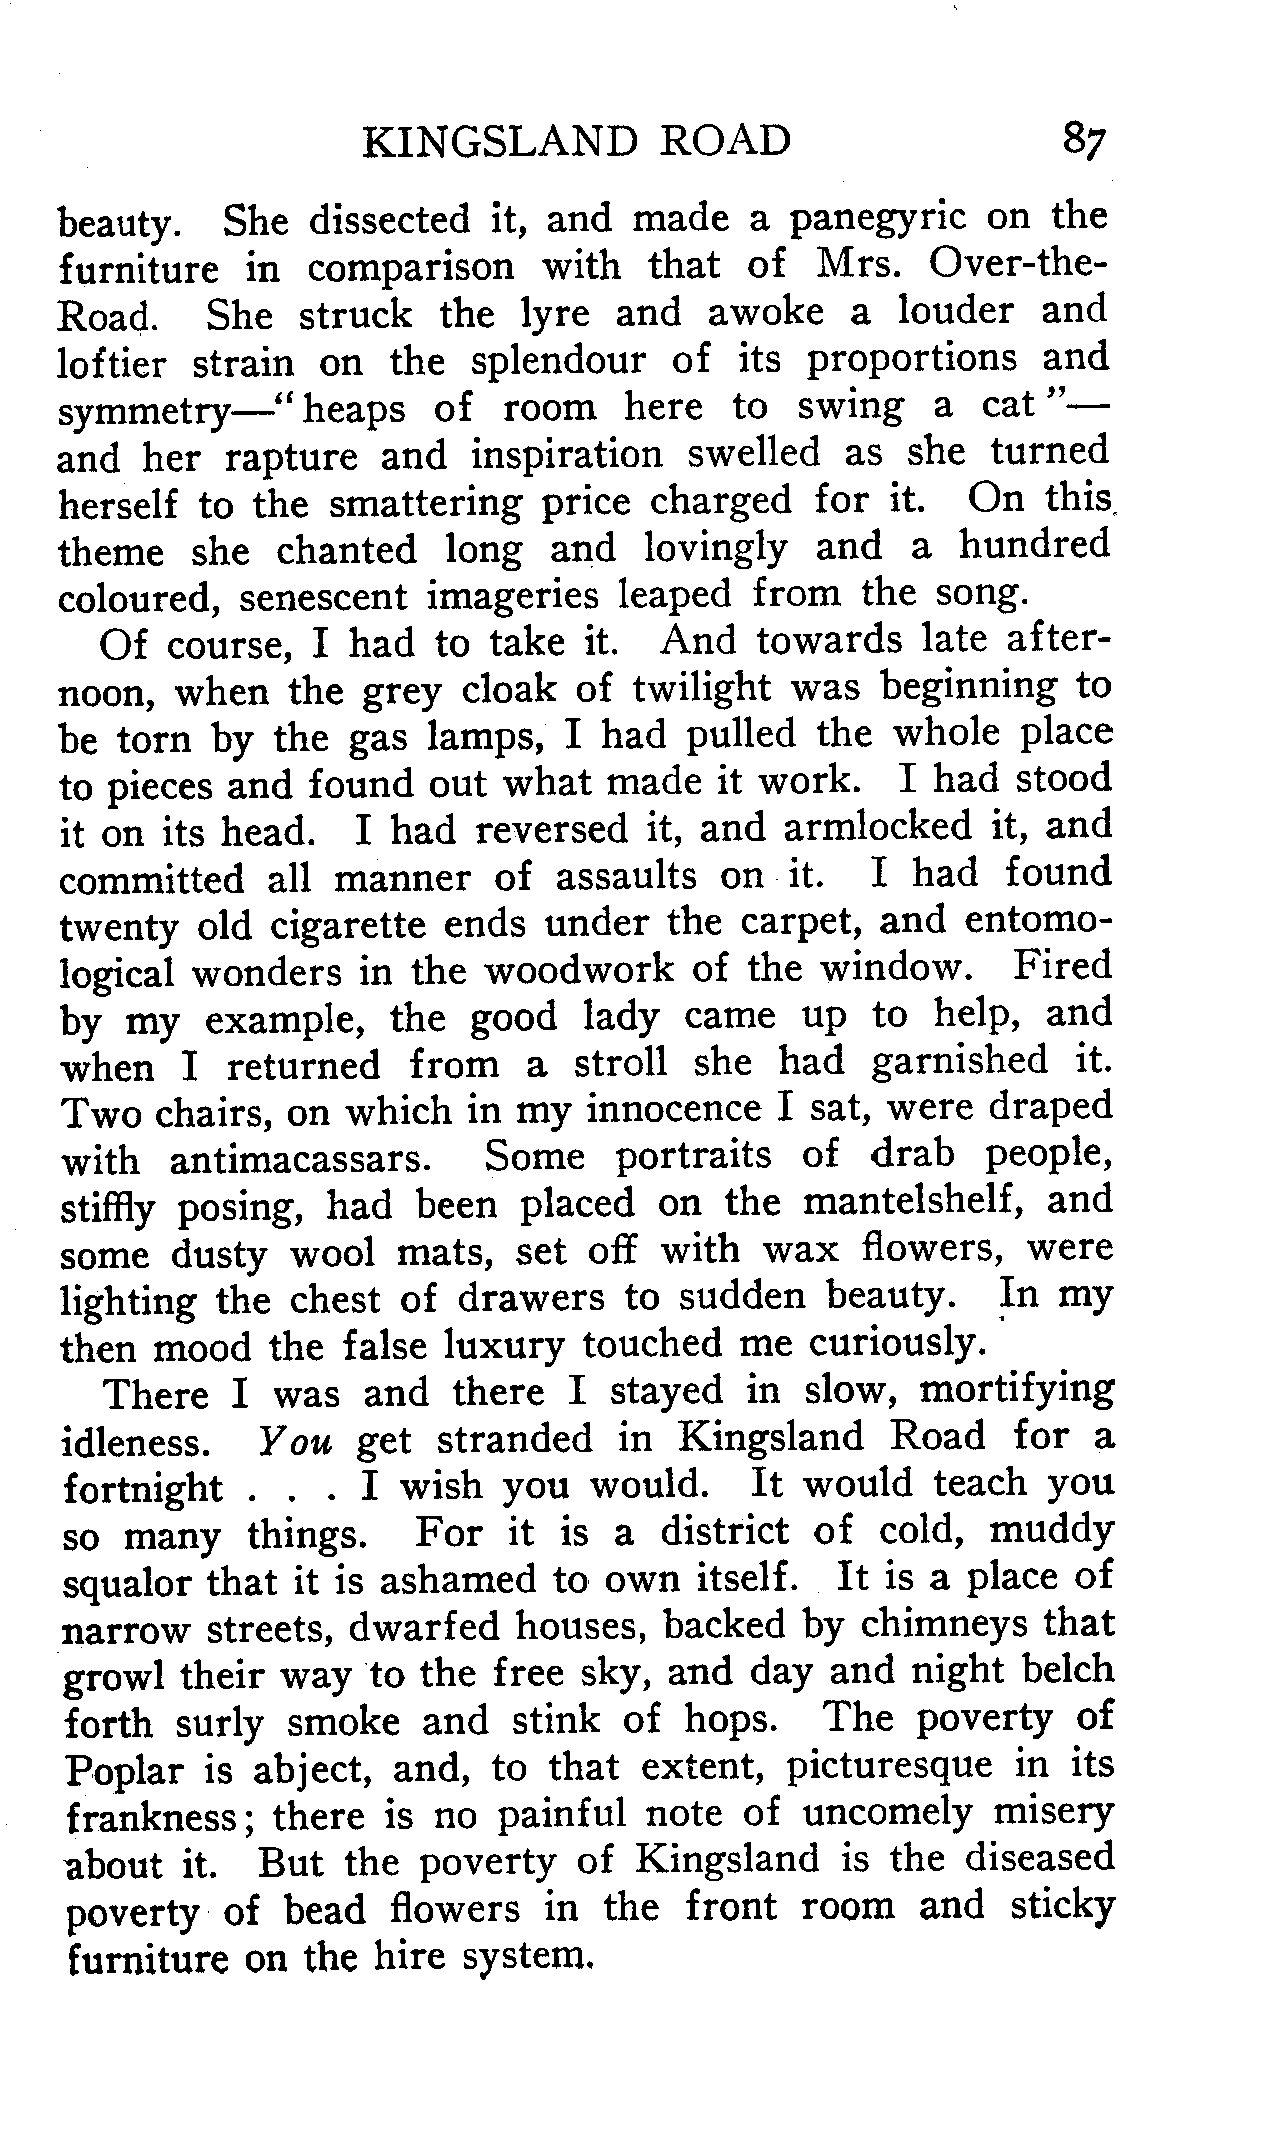 KINGSLAND ROAD 87
beauty. She dissected it, and made a panegyric on the
furniture in comparison with that of Mrs. Over-the-
Road. She struck the lyre and awoke a louder and
loftier strain on the splendour of its proportions and
symmetry—“heaps of room here to swing a cat”—
and her rapture and inspiration swelled as she turned
herself to the smattering price charged for it. On this
theme she chanted long and lovingly and a hundred
coloured, senescent imageries leaped from the song.
Of course, I had to take it. And towards late after-
noon, when the grey cloak of twilight was beginning to
be torn by the gas lamps, I had pulled the whole place
to pieces and found out what made it work. I had stood
it on its head. I had reversed it, and armlocked it, and
committed all manner of assaults on it. I had found
twenty old cigarette ends under the carpet, and entomo-
logical wonders in the woodwork of the window. Fired
by my example, the good lady came up to help, and
when I returned from a stroll she had garnished it.
Two chairs, on which in my innocence I sat, were draped
with antimacassars. Some portraits of drab people,
stiffly posing, had been placed on the mantelshelf, and
some dusty wool mats, set off with wax flowers, were
lighting the chest of drawers to sudden beauty. In my
then mood the false luxury touched me curiously.
There I was and there I stayed in slow, mortifying
idleness. You get stranded in Kingsland Road for a
fortnight . . . I wish you would. It would teach you
so many things. For it is a district of cold, muddy
squalor that it is ashamed to own itself. It is a place of
narrow streets, dwarfed houses, backed by chimneys that
growl their way to the free sky, and day and night belch
forth surly smoke and stink of hops. The poverty of
Poplar is abject, and, to that extent, picturesque in its
frankness; there is no painful note of uncomely misery
about it. But the poverty of Kingsland is the diseased
poverty of bead flowers in the front room and sticky
furniture on the hire system.